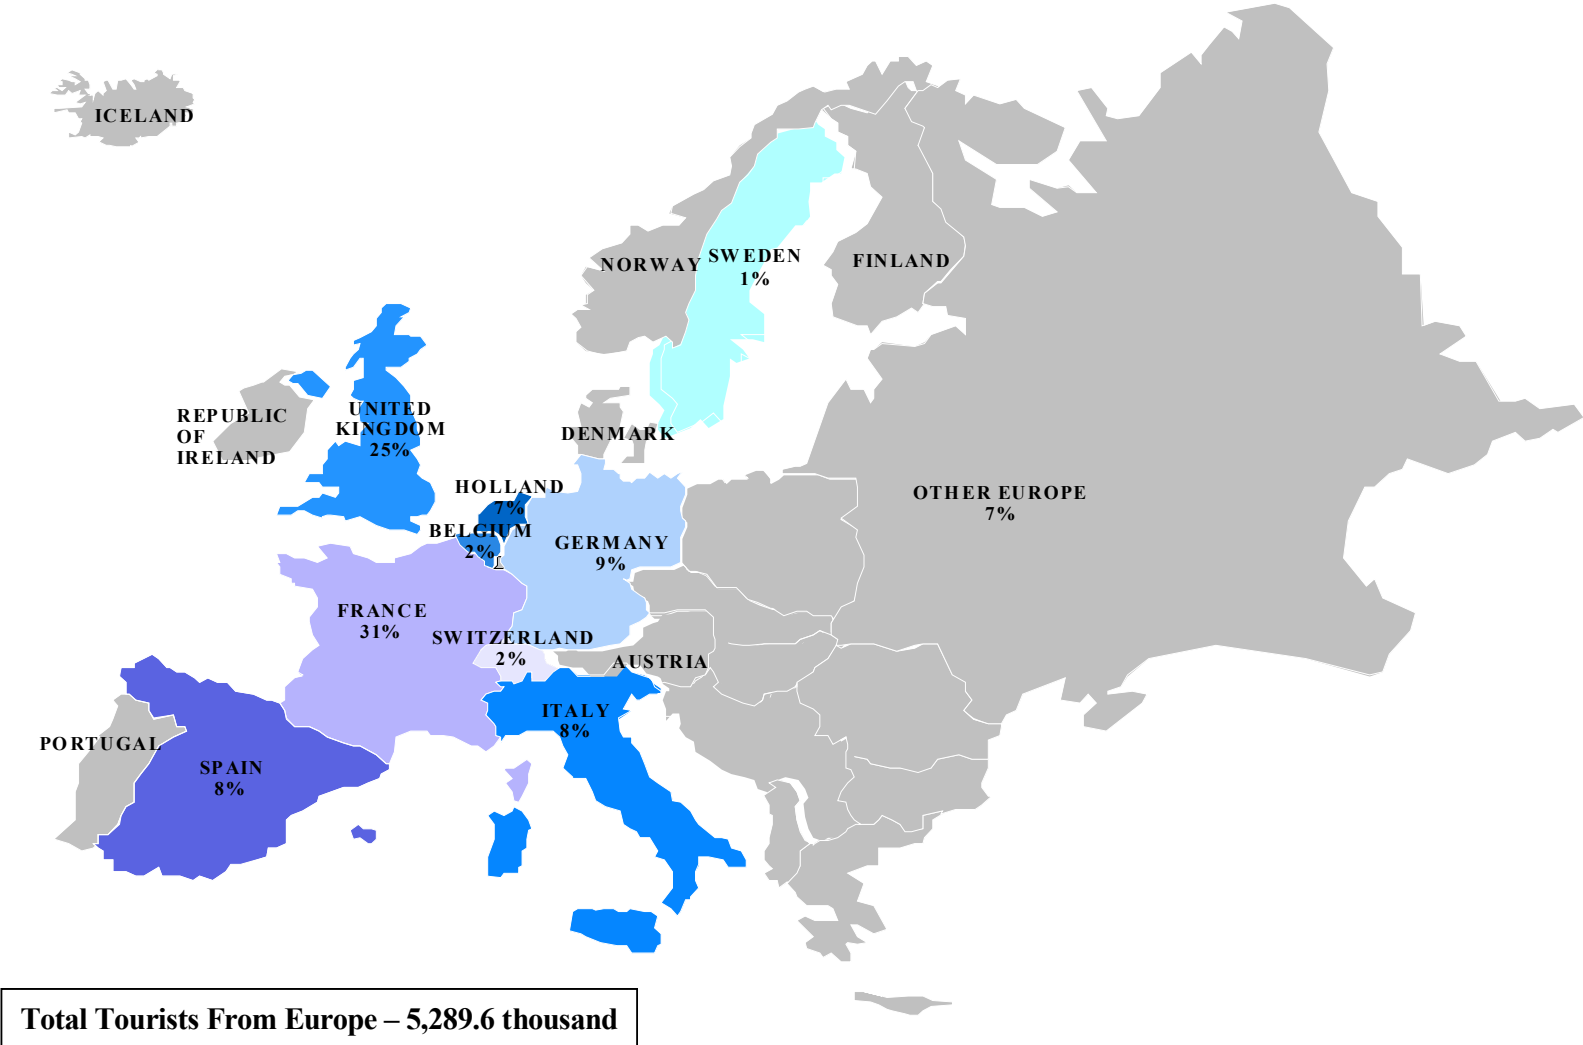 ICELAND
NORWAY
SWEDEN
1%
FINLAND
REPUBLIC
OF
IRELAND
UNITED
KINGDOM
25%
DENMARK
HOLLAND
7%
BELGIUM
2%
GERMANY
9%
OTHER EUROPE
7%
FRANCE
31%
SWITZERLAND
2%
AUSTRIA
PORTUGAL
SPAIN
8%
ITALY
8%
Total Tourists From Europe – 5,289.6 thousand